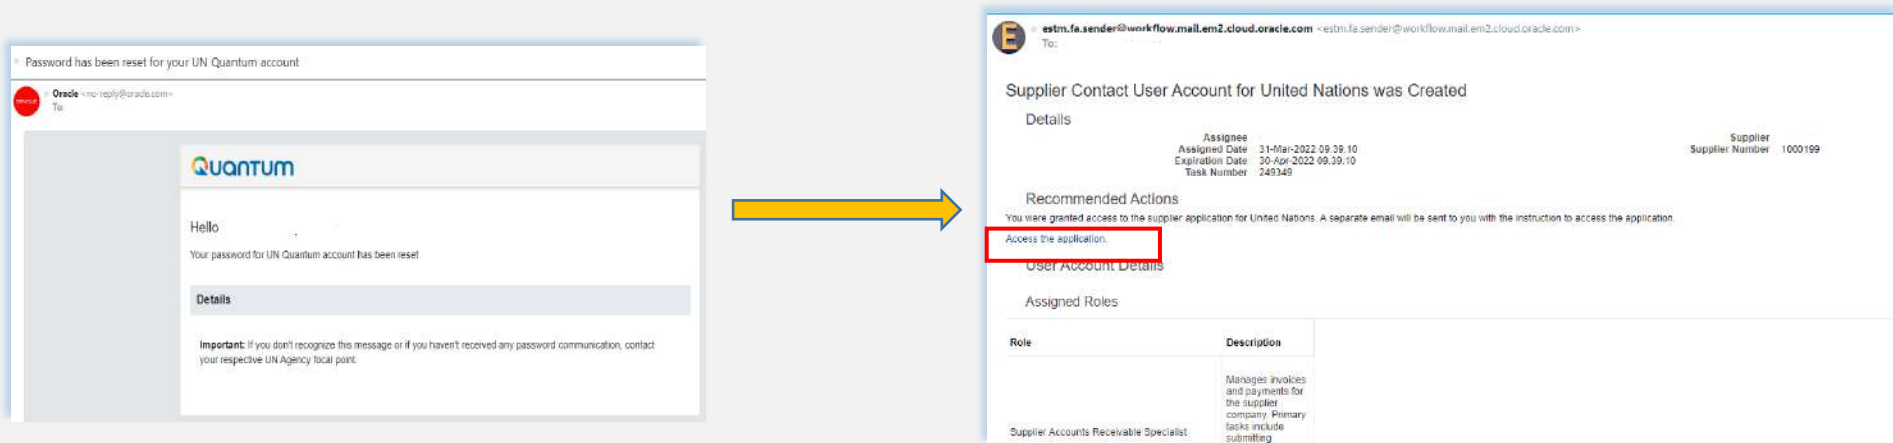 Password has been reset for your UN Quantum account
Oracle <no-reply@oracle.com>
To:
Quantum
Hello
Your password for UN Quantum account has been reset
Details
Important: If you don't recognize this message or if you haven't received any password communication, contact
your respective UN Agency focal point.
E
estm.fa.sender@workflow.mail.em2.cloud.oracle.com <estm.fa.sender@workflow.mail.em2.cloud.oracle.com>
To:
Supplier Contact User Account for United Nations was Created
Details
Assignee
Assigned Date 31-Mar-2022 09.39.10
Expiration Date 30-Apr-2022 09.39.10
Task Number 249349
Supplier
Supplier Number 1000199
Recommended Actions
You were granted access to the supplier application for United Nations. A separate email will be sent to you with the instruction to access the application.
Access the application.
User Account Details
Assigned Roles
Role Description
Manages invoices
and payments for
the supplier
company. Primary
tasks include
Supplier Accounts Receivable Specialist submitting